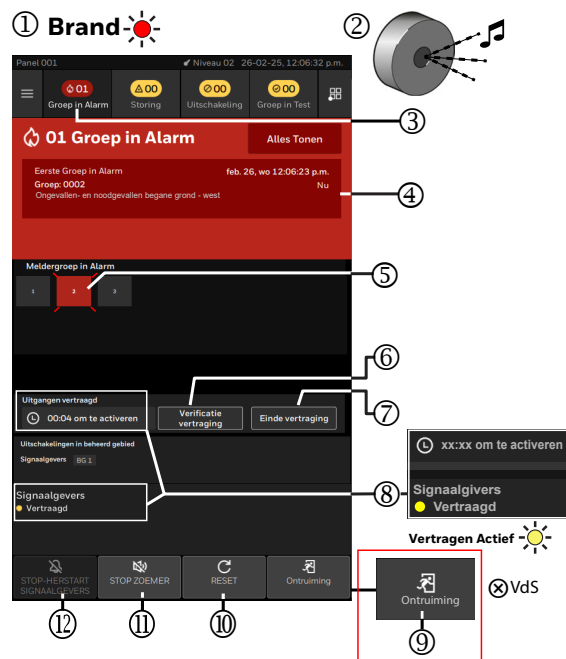 ① Brand
②
Panel 001
Niveau 02 26-02-25, 12:06:32 p.m.
01
00
00
00
Groep in Alarm
Storing
Uitschakeling
Groep in Test
③
01 Groep in Alarm
Alles Tonen
Eerste Groep in Alarm
feb. 26, wo 12:06:23 p.m.
Groep: 0002
Nu
Ongevallen- en noodgevallen begane grond - west
④
Meldergroep in Alarm
⑤
1
2
3
⑥
Uitgangen vertraagd
00:04 om te activeren
Verificatie
vertraging
Einde vertraging
⑦
Uitschakelingen in beheerd gebied
Signaalgevers BG 1
xx:xx om te activeren
⑧
Signaalgivers
Vertraagd
Signaalgevers
Vertraagd
Vertragen Actief
STOP-HERSTART
SIGNAALGEVERS
STOP ZOEMER
RESET
Ontruiming
Ontruiming
VdS
⑫
⑪
⑩
⑨